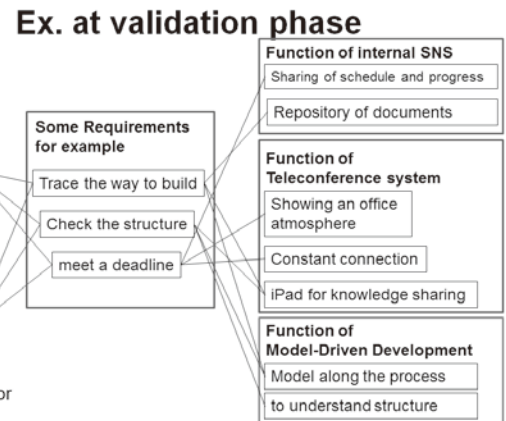 Ex. at validation phase
Some Requirements
for example
Trace the way to build
Check the structure
meet a deadline
Function of internal SNS
Sharing of schedule and progress
Repository of documents
Function of
Teleconference system
Showing an office
atmosphere
Constant connection
iPad for knowledge sharing
Function of
Model-Driven Development
Model along the process
to understand structure
or